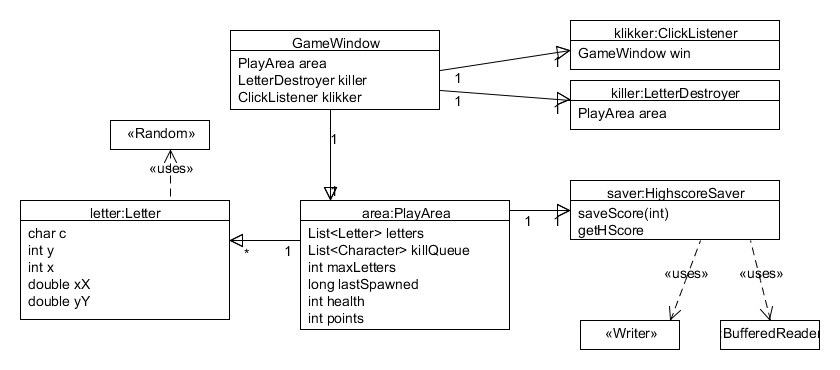 GameWindow
PlayArea area
LetterDestroyer killer
ClickListener klikker
klikker:ClickListener
GameWindow win
1
1
killer:LetterDestroyer
PlayArea area
1
1
«Random»
«uses»
1
1
letter:Letter
char c
int y
int x
double xX
double yY
*
1
area:PlayArea
List<Letter> letters
List<Character> killQueue
int maxLetters
long lastSpawned
int health
int points
1
1
saver:HighscoreSaver
saveScore(int)
getHScore
«uses»
«uses»
«Writer»
BufferedReader